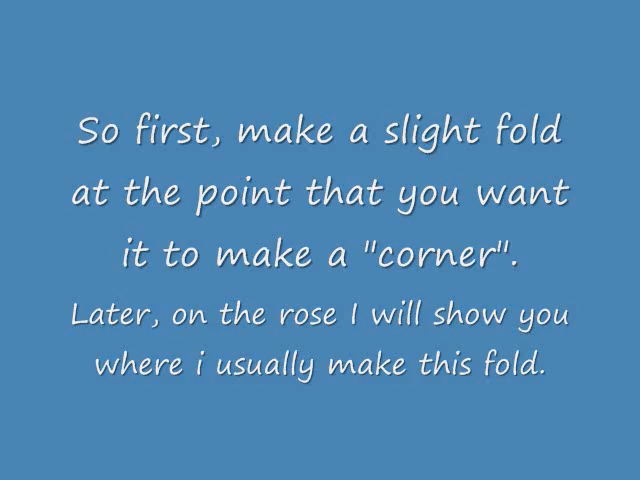 So first, make a slight fold
at the point that you want
it to make a "corner".
Later, on the rose I will show you
where i usually make this fold.